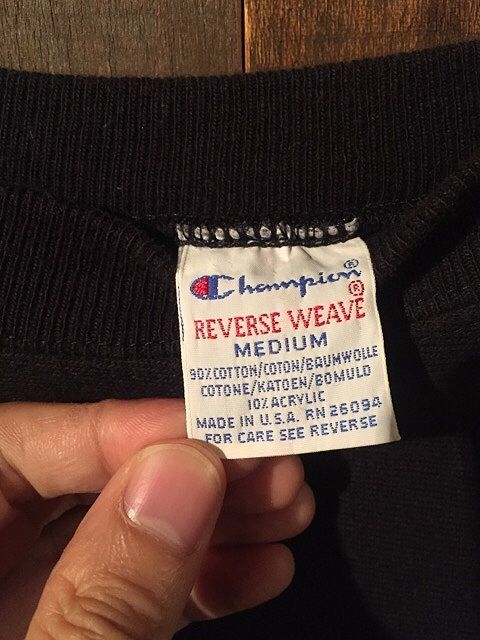 Champion®
REVERSE WEAVE®
MEDIUM
90% COTTON/COTON/BAUMWOLLE
COTONE/KATOEN/BOMULD
10% ACRYLIC
MADE IN U.S.A. RN 26094
FOR CARE SEE REVERSE